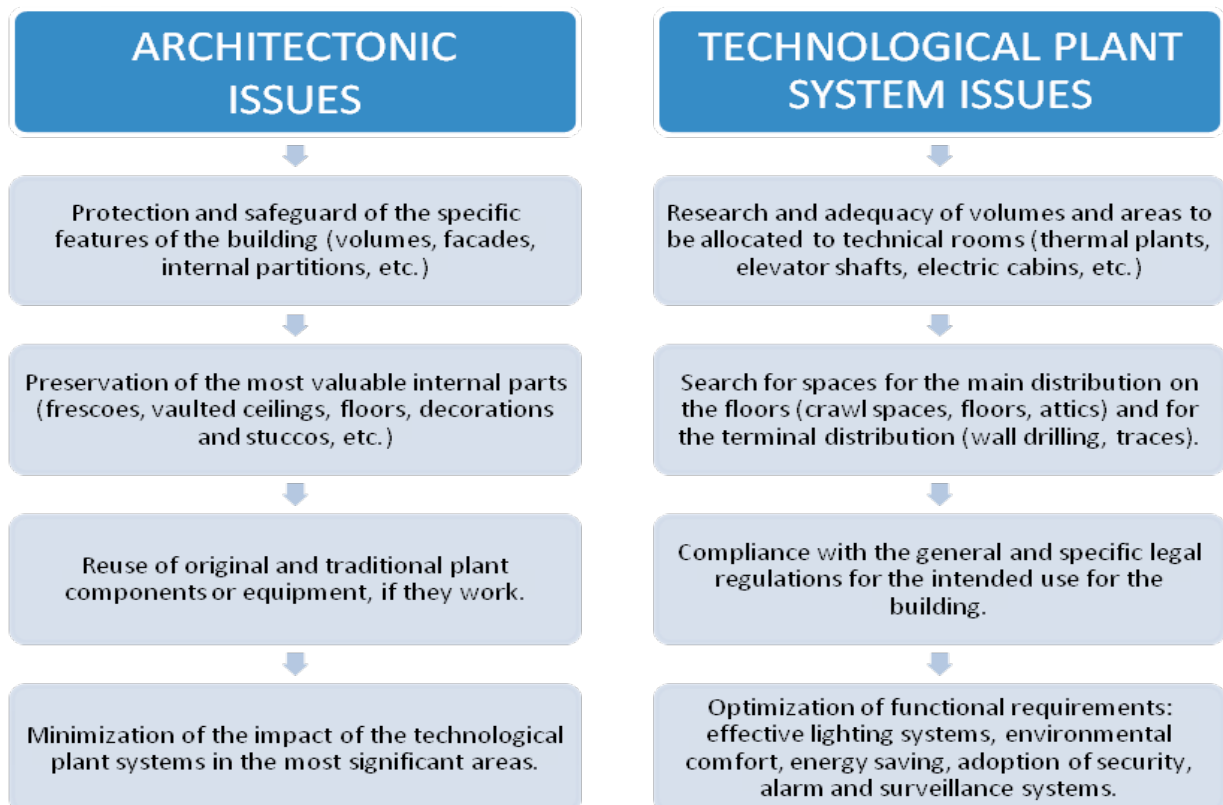 ARCHITECTONIC
ISSUES
Protection and safeguard of the specific
features of the building (volumes, facades,
internal partitions, etc.)
Preservation of the most valuable internal parts
(frescoes, vaulted ceilings, floors, decorations
and stuccos, etc.)
Reuse of original and traditional plant
components or equipment, if they work.
Minimization of the impact of the technological
plant systems in the most significant areas.
TECHNOLOGICAL PLANT
SYSTEM ISSUES
Research and adequacy of volumes and areas to
be allocated to technical rooms (thermal plants,
elevator shafts, electric cabins, etc.)
Search for spaces for the main distribution on
the floors (crawl spaces, floors, attics) and for
the terminal distribution (wall drilling, traces).
Compliance with the general and specific legal
regulations for the intended use for the
building.
Optimization of functional requirements:
effective lighting systems, environmental
comfort, energy saving, adoption of security,
alarm and surveillance systems.